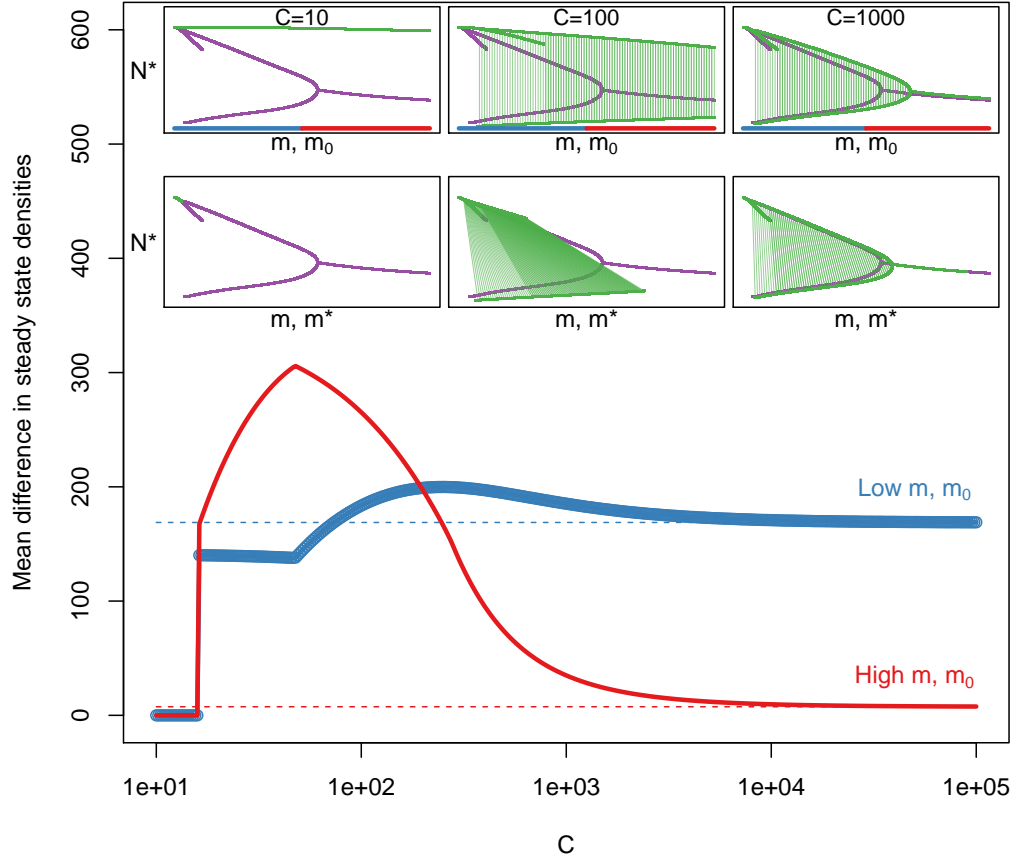 C=10 C=100 C=1000
N*
m, m₀ m, m₀ m, m₀
N*
m, m* m, m* m, m*
Mean difference in steady state densities
600
500
400
300
200
100
0
Low m, m₀
High m, m₀
1e+01 1e+02 1e+03 1e+04 1e+05
C